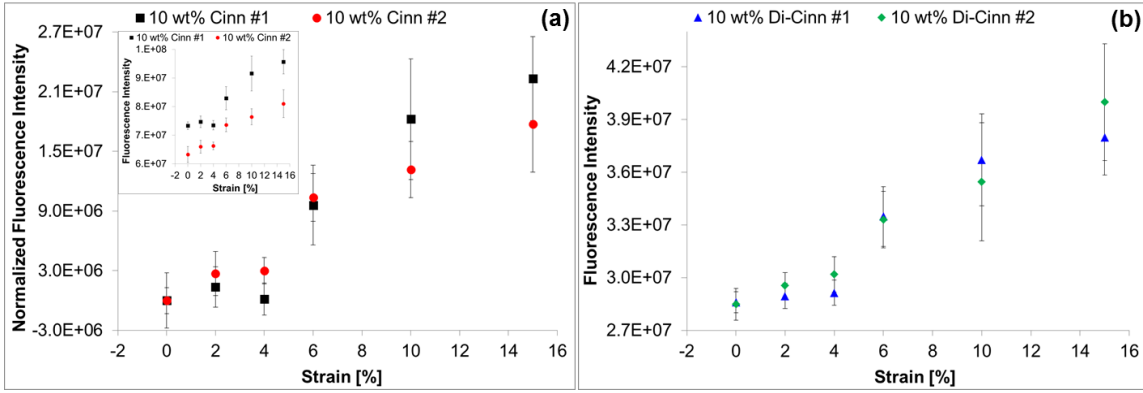 10 wt% Cinn #1 10 wt% Cinn #2 (a)
Normalized Fluorescence Intensity
2.7E+07
2.1E+07
1.5E+07
9.0E+06
3.0E+06
-3.0E+06
-2 0 2 4 6 8 10 12 14 16
Strain [%]
10 wt% Cinn #1 10 wt% Cinn #2
Fluorescence Intensity
1.E+08
9.E+07
8.E+07
7.E+07
6.E+07
-2 0 2 4 6 8 10 12 14 16
Strain [%]
10 wt% Di-Cinn #1 10 wt% Di-Cinn #2 (b)
Fluorescence Intensity
4.2E+07
3.9E+07
3.6E+07
3.3E+07
3.0E+07
2.7E+07
-2 0 2 4 6 8 10 12 14 16
Strain [%]